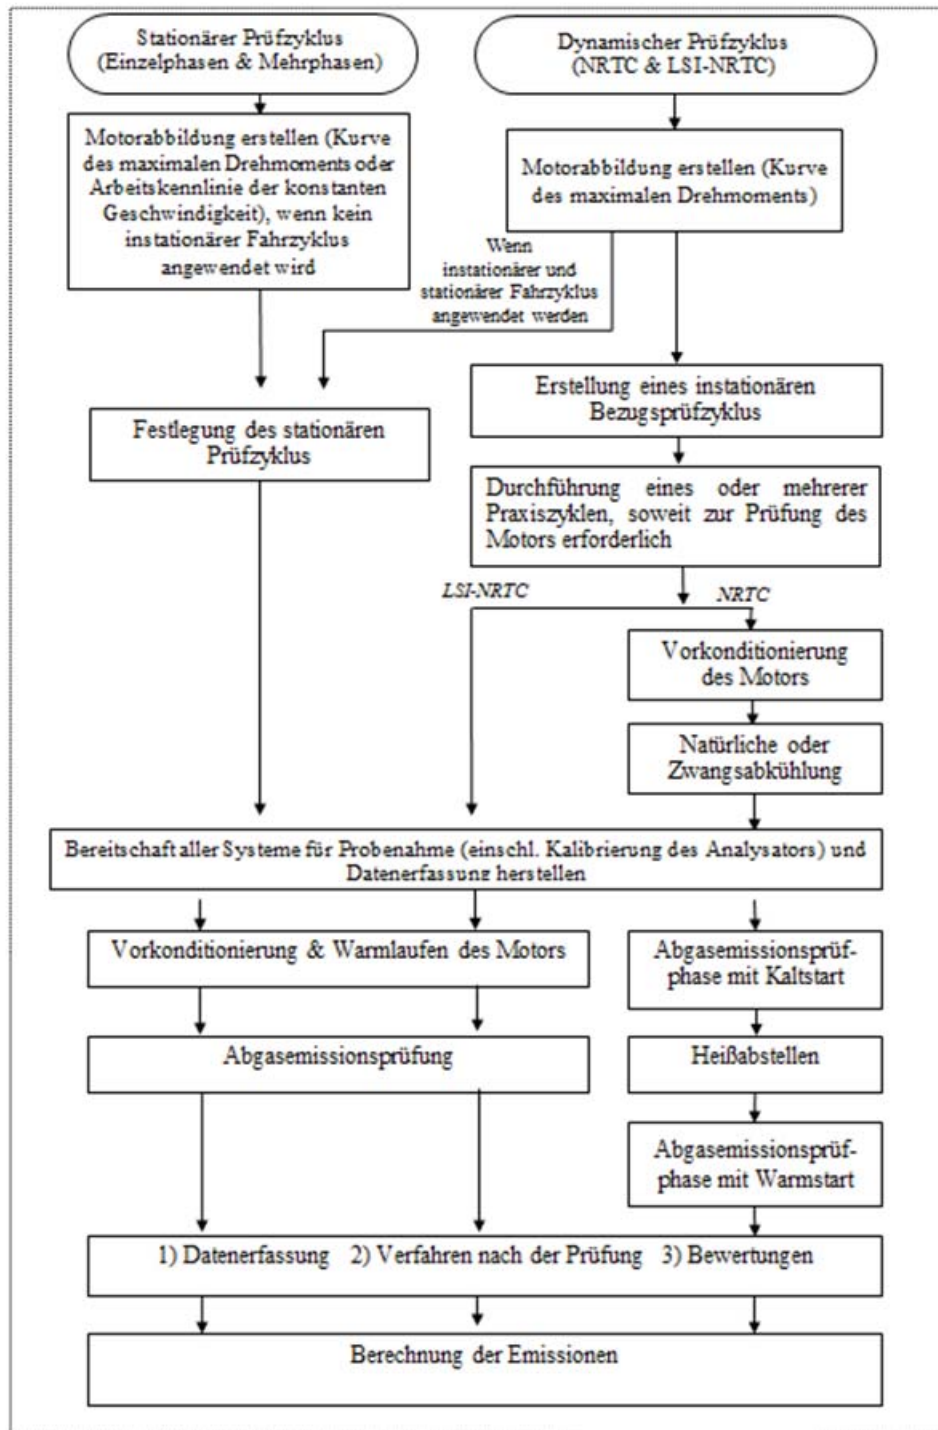 Stationärer Prüfzyklus
(Einzelphasen & Mehrphasen)
Dynamischer Prüfzyklus
(NRTC & LSI-NRTC)
Motorabbildung erstellen (Kurve
des maximalen Drehmoments oder
Arbeitskennlinie der konstanten
Geschwindigkeit), wenn kein
instationärer Fahrzyklus
angewendet wird
Motorabbildung erstellen (Kurve
des maximalen Drehmoments)
Wenn
instationärer und
stationärer Fahrzyklus
angewendet werden
Erstellung eines instationären
Bezugsprüfzyklus
Festlegung des stationären
Prüfzyklus
Durchführung eines oder mehrerer
Praxiszyklen, soweit zur Prüfung des
Motors erforderlich
LSI-NRTC
NRTC
Vorkonditionierung
des Motors
Natürliche oder
Zwangsabkühlung
Bereitschaft aller Systeme für Probenahme (einschl. Kalibrierung des Analysators) und
Datenerfassung herstellen
Vorkonditionierung & Warmlaufen des Motors
Abgasemissionsprüf-
phase mit Kaltstart
Abgasemissionsprüfung
Heißabstellen
Abgasemissionsprüf-
phase mit Warmstart
1) Datenerfassung 2) Verfahren nach der Prüfung 3) Bewertungen
Berechnung der Emissionen